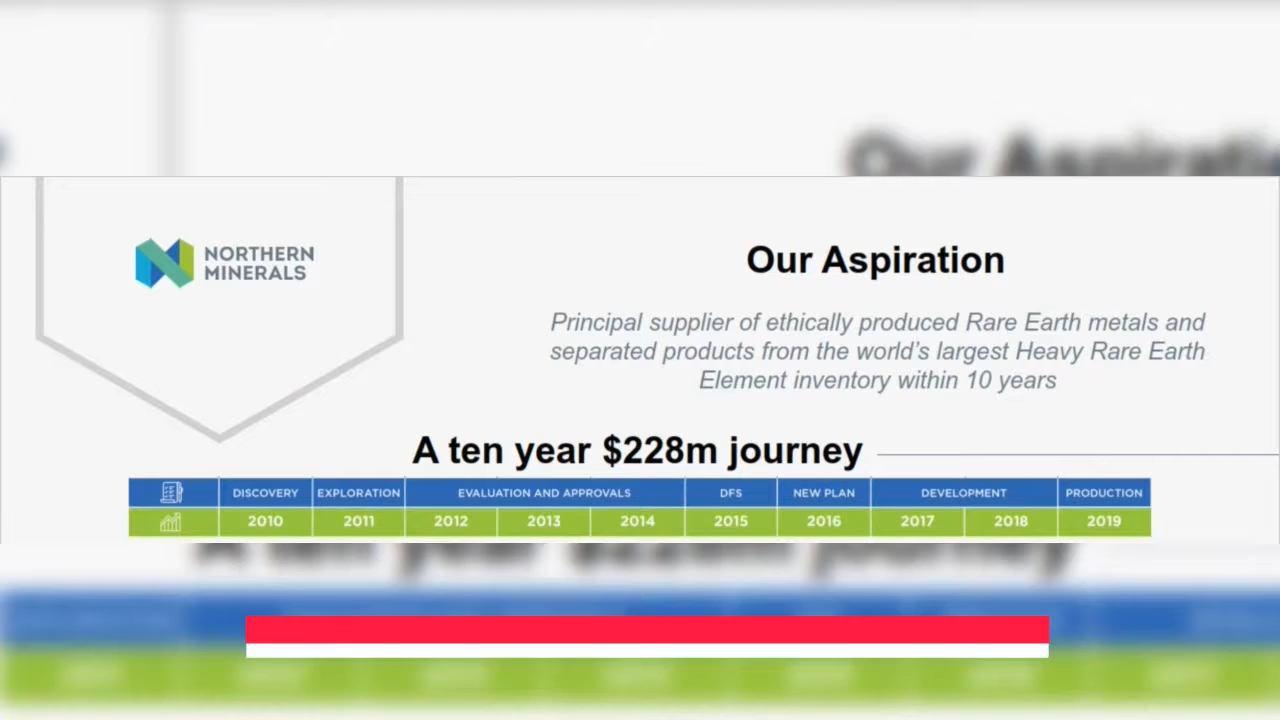 NORTHERN
MINERALS
Our Aspiration
Principal supplier of ethically produced Rare Earth metals and
separated products from the world's largest Heavy Rare Earth
Element inventory within 10 years
A ten year $228m journey
DISCOVERY EXPLORATION EVALUATION AND APPROVALS DFS NEW PLAN DEVELOPMENT PRODUCTION
2010 2011 2012 2013 2014 2015 2016 2017 2018 2019